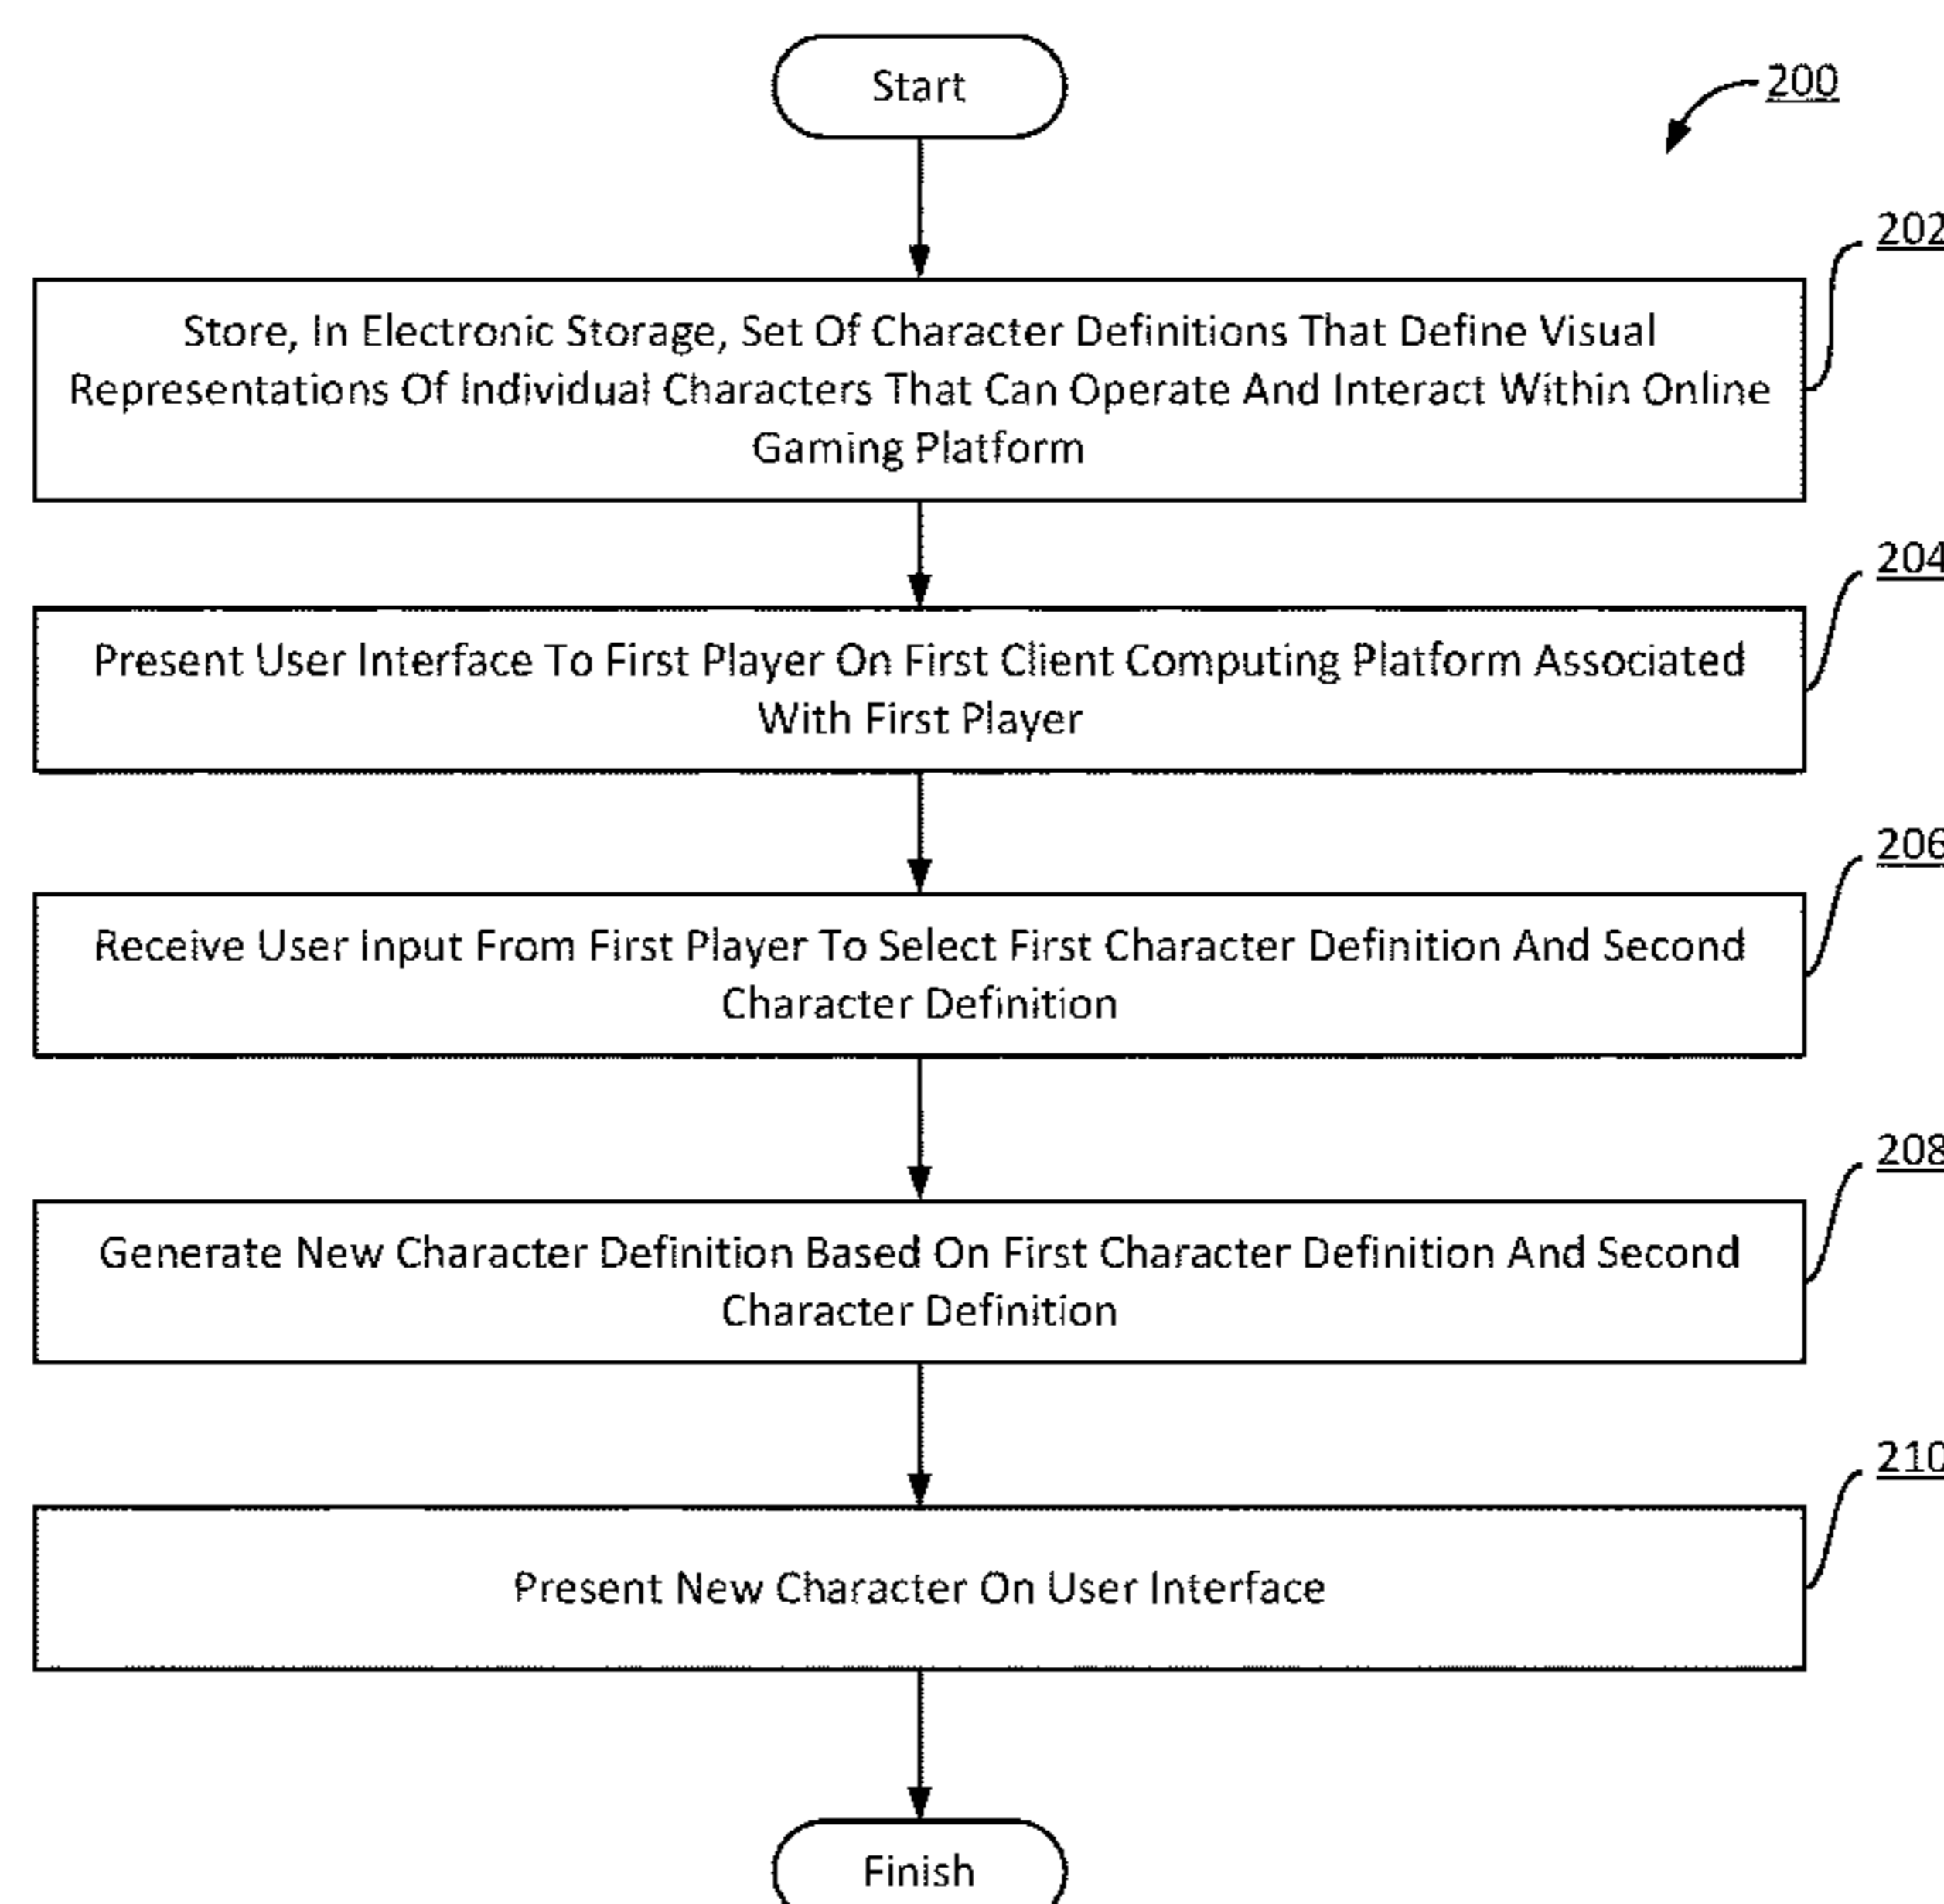 Start
200
202
Store, In Electronic Storage, Set Of Character Definitions That Define Visual
Representations Of Individual Characters That Can Operate And Interact Within Online
Gaming Platform
204
Present User Interface To First Player On First Client Computing Platform Associated
With First Player
206
Receive User Input From First Player To Select First Character Definition And Second
Character Definition
208
Generate New Character Definition Based On First Character Definition And Second
Character Definition
210
Present New Character On User Interface
Finish